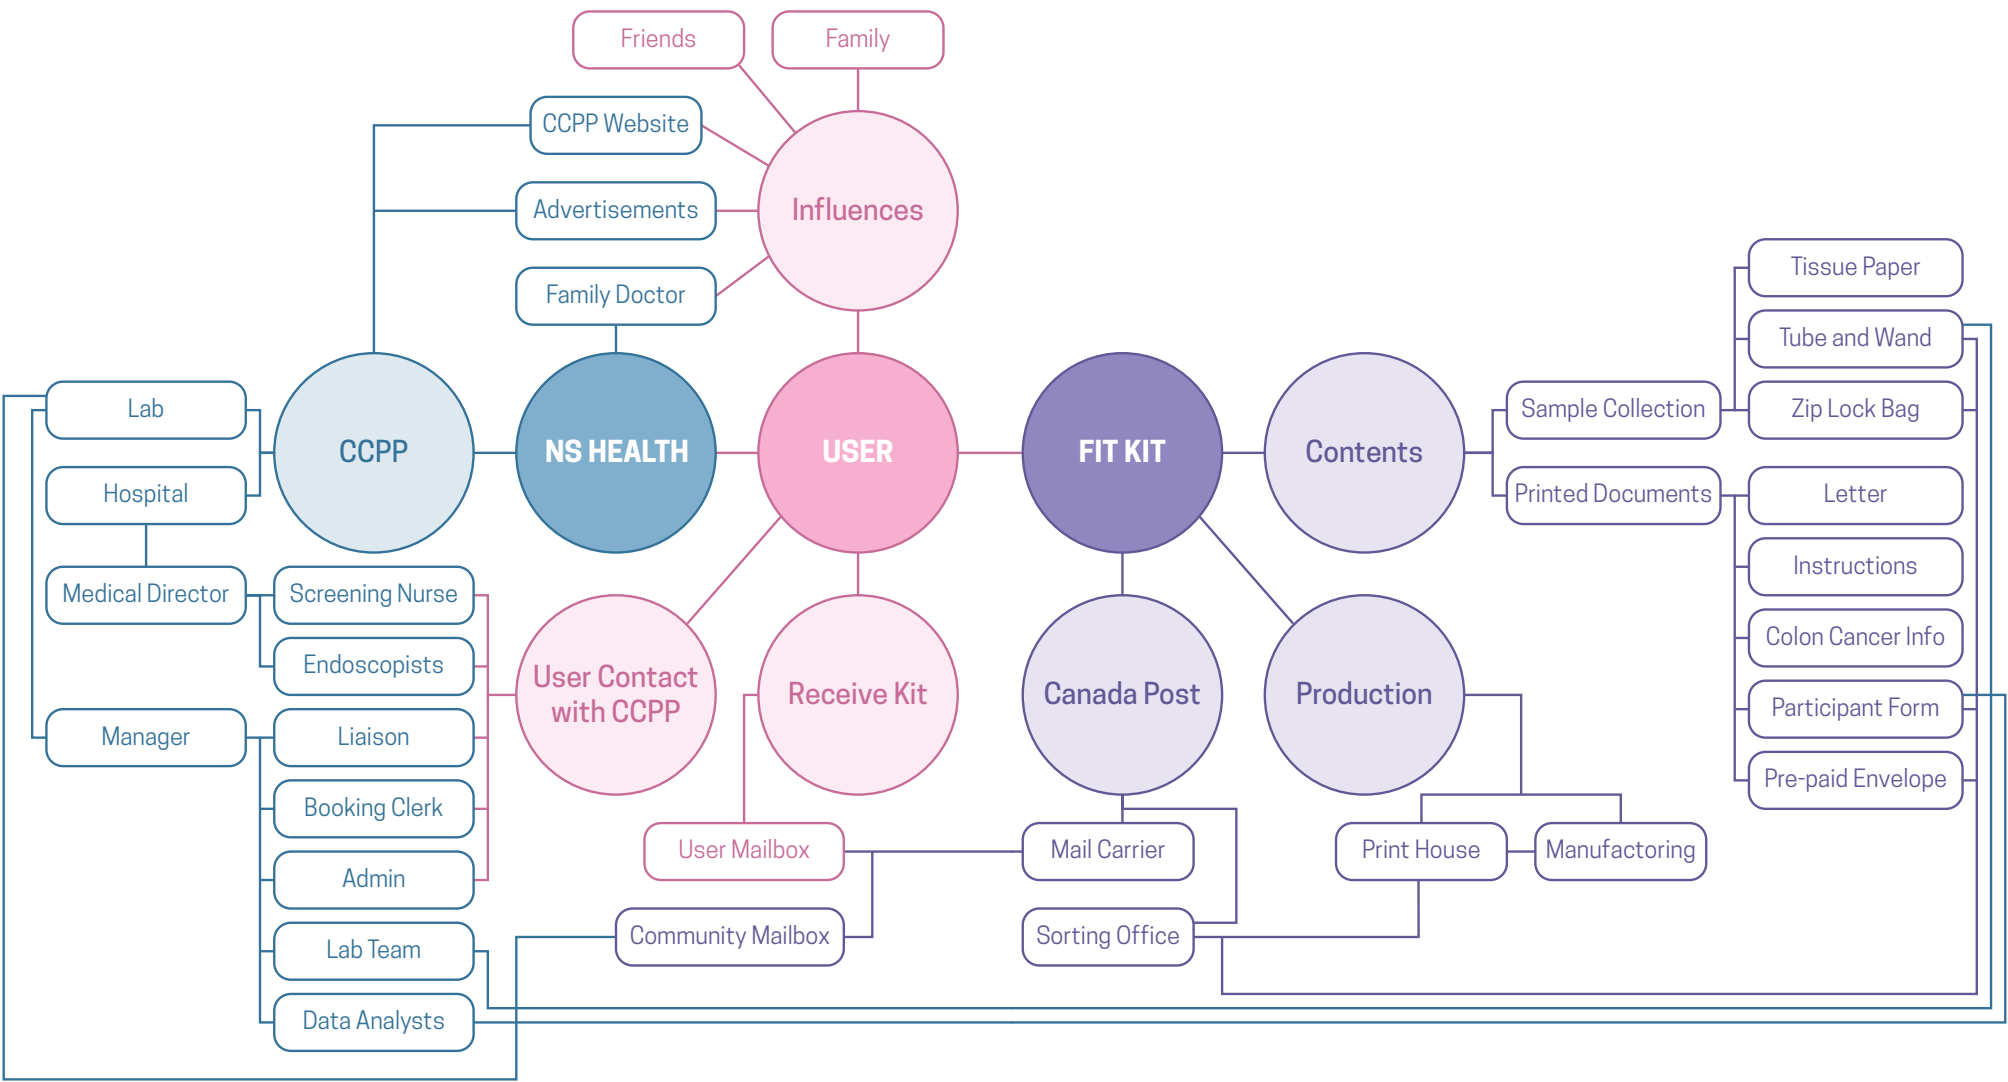 Friends
Family
CCPP Website
Advertisements
Influences
Family Doctor
Tissue Paper
Tube and Wand
Lab
Sample Collection
Zip Lock Bag
CCPP
NS HEALTH
USER
FIT KIT
Contents
Hospital
Printed Documents
Letter
Instructions
Medical Director
Screening Nurse
Colon Cancer Info
Endoscopists
User Contact
with CCPP
Receive Kit
Canada Post
Production
Participant Form
Manager
Liaison
Pre-paid Envelope
Booking Clerk
User Mailbox
Mail Carrier
Print House
Manufactoring
Admin
Community Mailbox
Sorting Office
Lab Team
Data Analysts